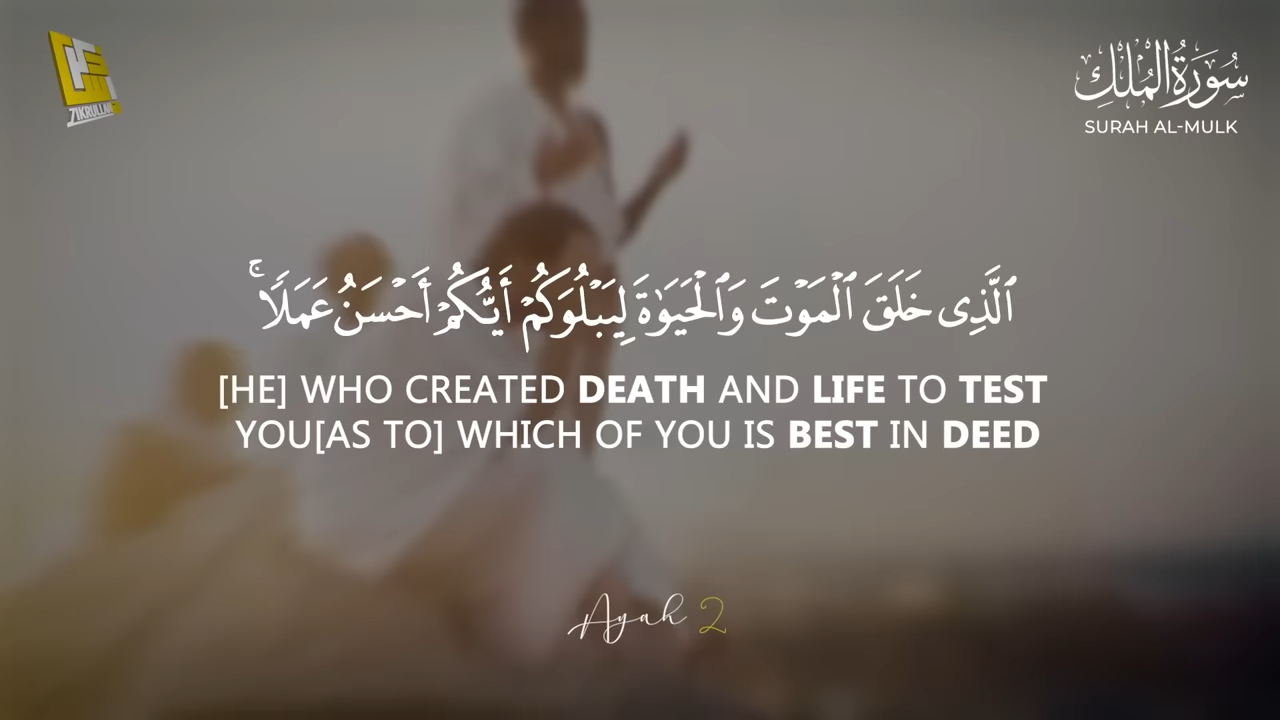 ZIKRULLAH
سُورَةُ الْمُلْكِ
SURAH AL-MULK
ٱلَّذِى خَلَقَ ٱلْمَوْتَ وَٱلْحَيَوٰةَ لِيَبْلُوَكُمْ أَيُّكُمْ أَحْسَنُ عَمَلًا ۚ
[HE] WHO CREATED DEATH AND LIFE TO TEST
YOU[AS TO] WHICH OF YOU IS BEST IN DEED
Ayah 2